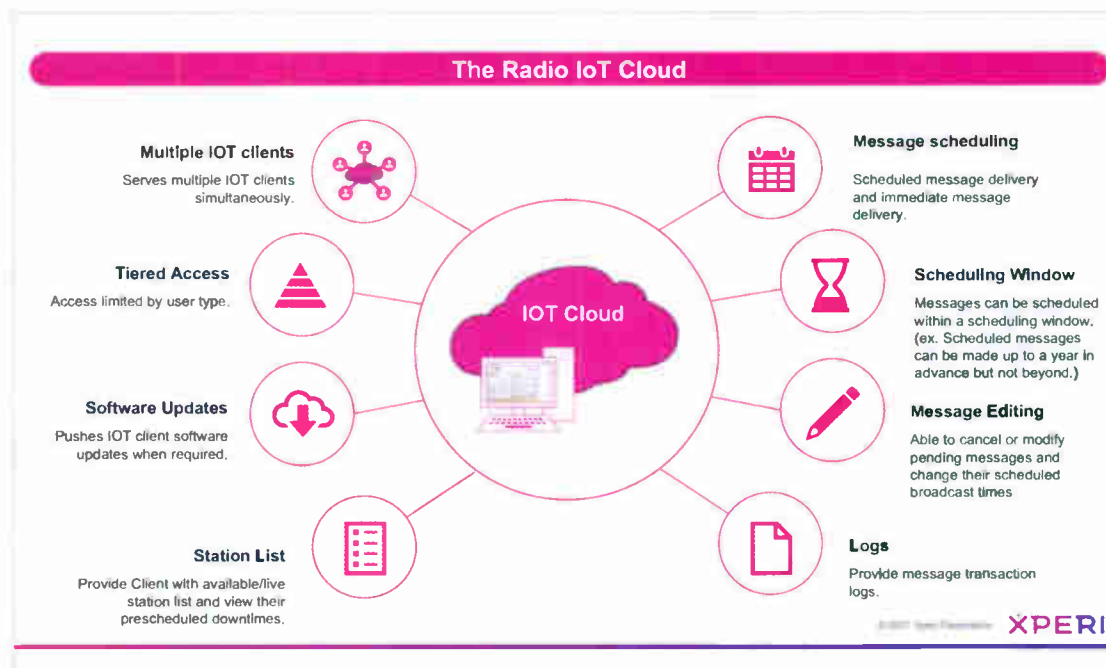 The Radio IoT Cloud
Multiple IOT clients
Serves multiple IOT clients
simultaneously.
Tiered Access
Access limited by user type.
Software Updates
Pushes IOT client software
updates when required.
Station List
Provide Client with available/live
station list and view their
prescheduled downtimes.
IOT Cloud
Message scheduling
Scheduled message delivery
and immediate message
delivery.
Scheduling Window
Messages can be scheduled
within a scheduling window.
(ex. Scheduled messages
can be made up to a year in
advance but not beyond.)
Message Editing
Able to cancel or modify
pending messages and
change their scheduled
broadcast times
Logs
Provide message transaction
logs.
XPERI